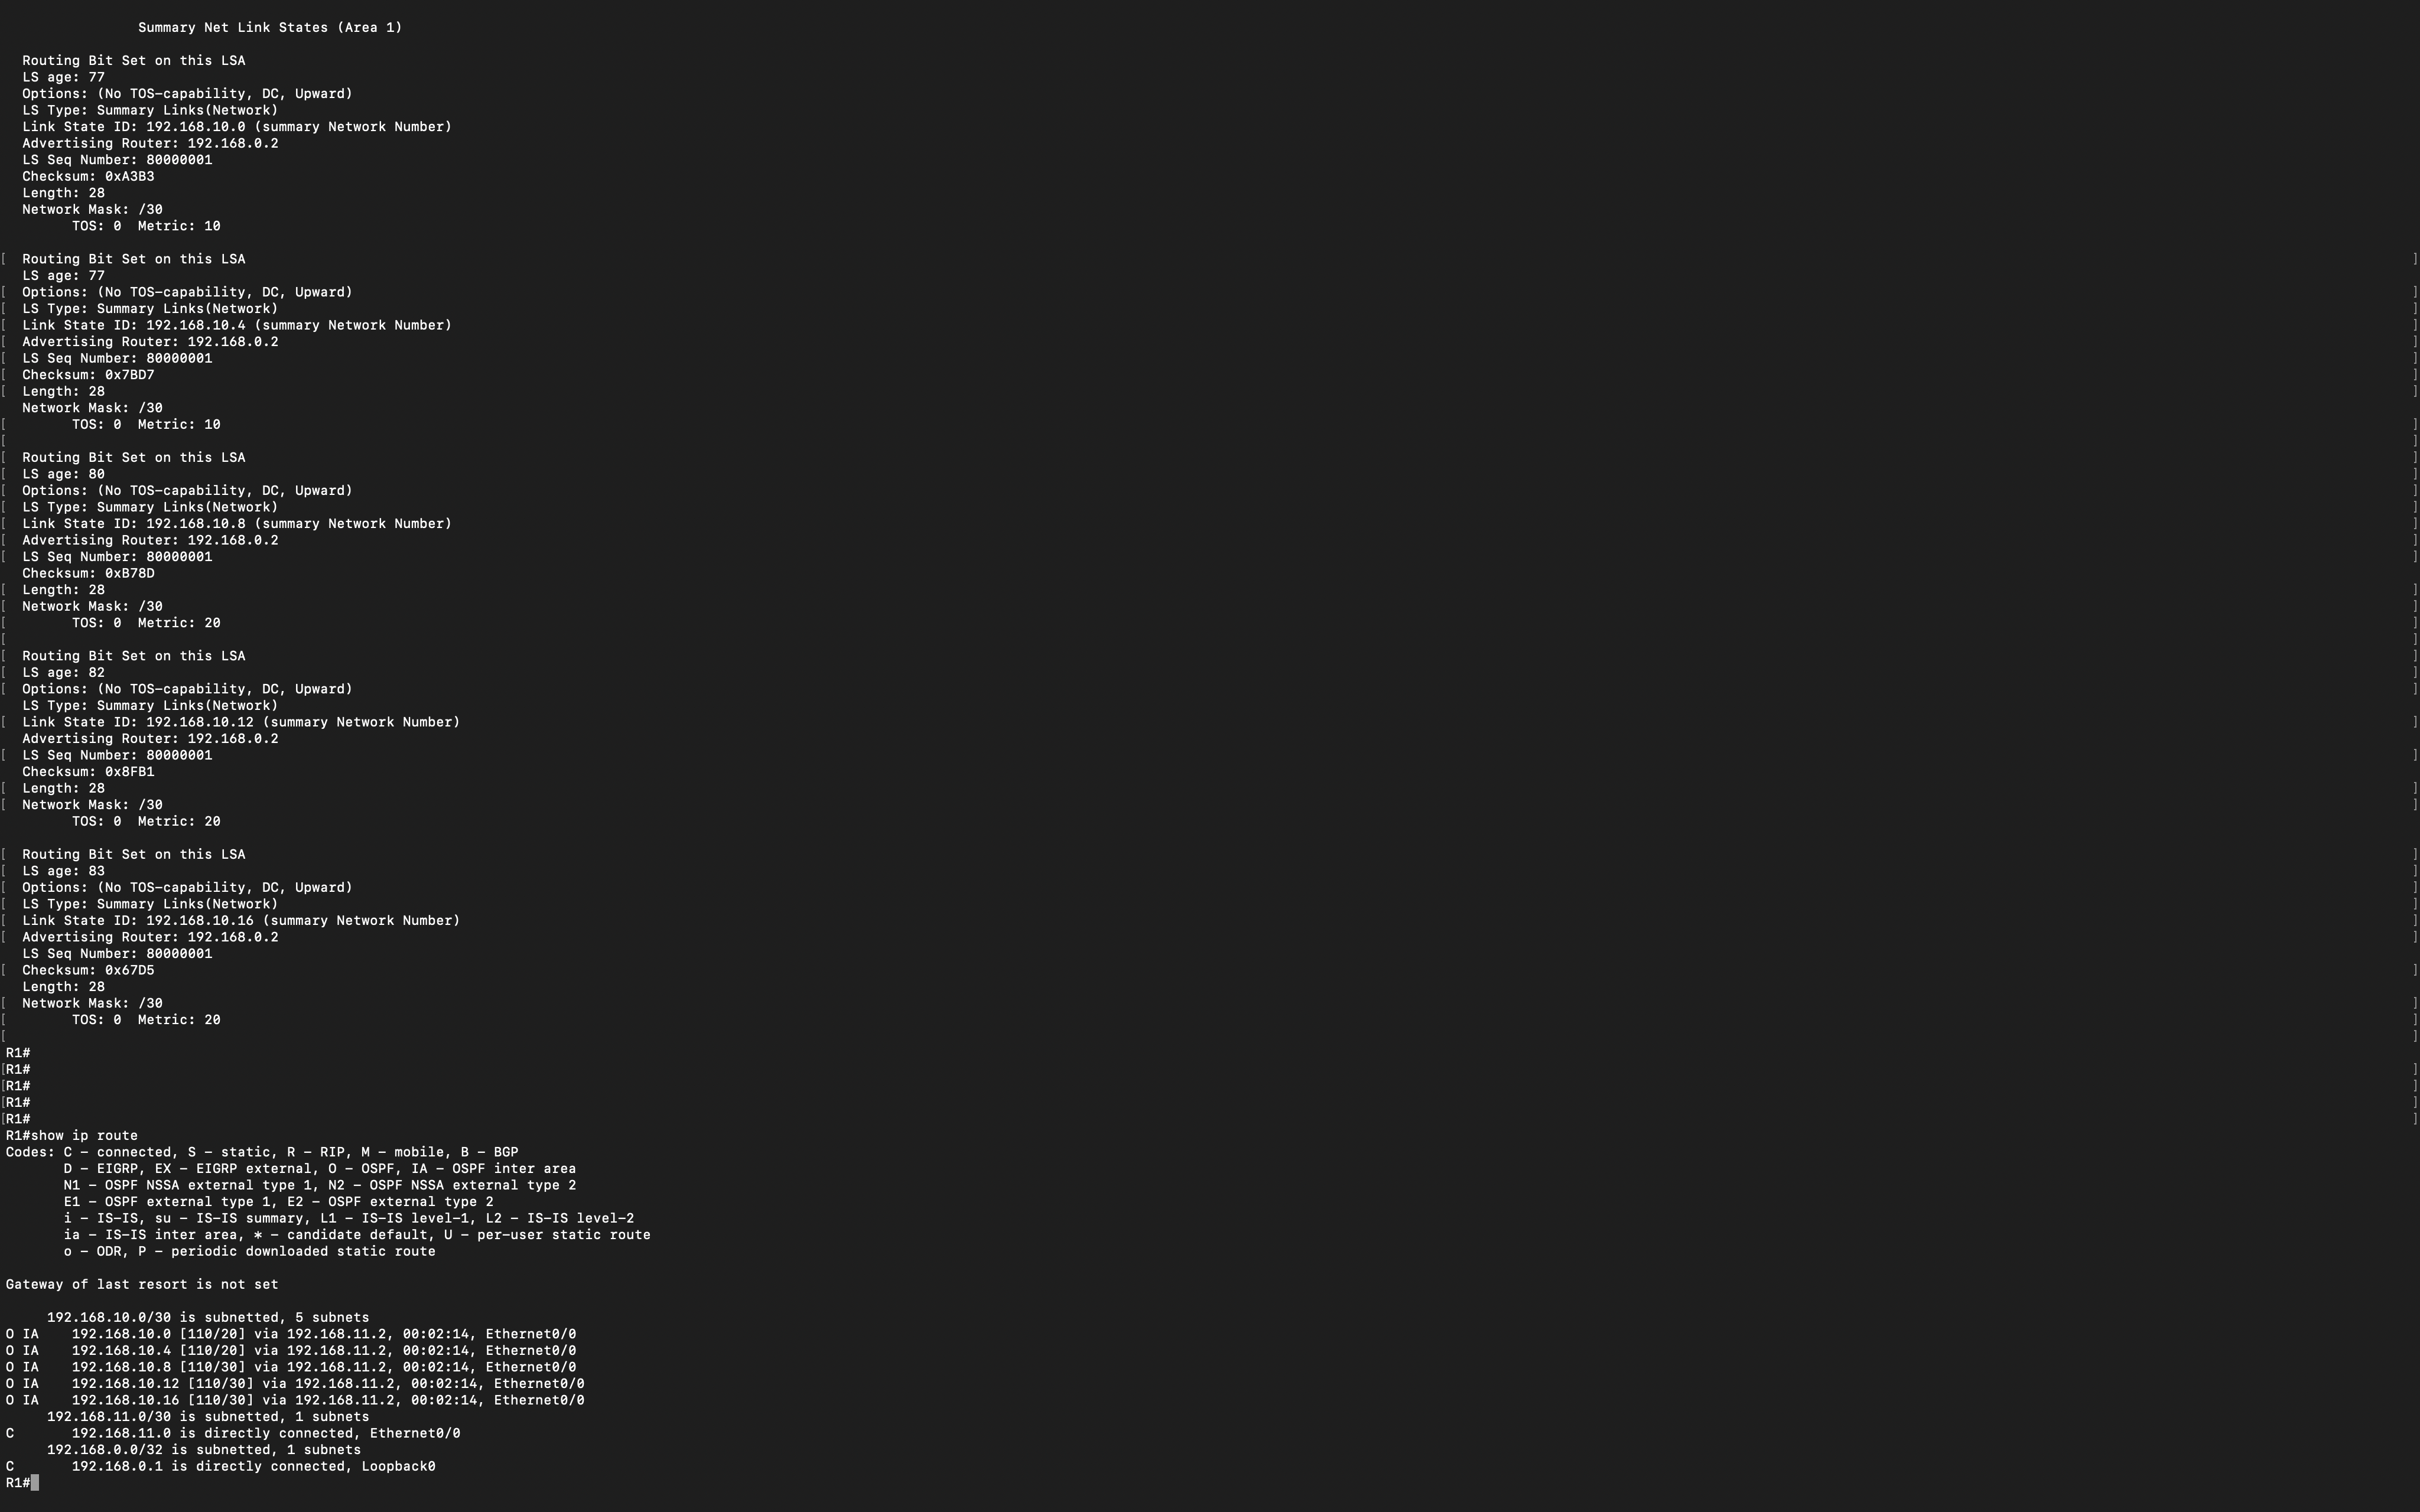 Summary Net Link States (Area 1)
Routing Bit Set on this LSA
LS age: 77
Options: (No TOS-capability, DC, Upward)
LS Type: Summary Links(Network)
Link State ID: 192.168.10.0 (summary Network Number)
Advertising Router: 192.168.0.2
LS Seq Number: 80000001
Checksum: 0xA3B3
Length: 28
Network Mask: /30
TOS: 0  Metric: 10
[ Routing Bit Set on this LSA ]
LS age: 77
[ Options: (No TOS-capability, DC, Upward) ]
[ LS Type: Summary Links(Network) ]
[ Link State ID: 192.168.10.4 (summary Network Number) ]
[ Advertising Router: 192.168.0.2 ]
[ LS Seq Number: 80000001 ]
[ Checksum: 0x7BD7 ]
[ Length: 28 ]
Network Mask: /30
[ TOS: 0  Metric: 10 ]
[ ]
[ Routing Bit Set on this LSA ]
[ LS age: 80 ]
[ Options: (No TOS-capability, DC, Upward) ]
[ LS Type: Summary Links(Network) ]
[ Link State ID: 192.168.10.8 (summary Network Number) ]
[ Advertising Router: 192.168.0.2 ]
[ LS Seq Number: 80000001 ]
Checksum: 0xB78D
[ Length: 28 ]
[ Network Mask: /30 ]
[ TOS: 0  Metric: 20 ]
[ ]
[ Routing Bit Set on this LSA ]
[ LS age: 82 ]
[ Options: (No TOS-capability, DC, Upward) ]
LS Type: Summary Links(Network)
[ Link State ID: 192.168.10.12 (summary Network Number) ]
Advertising Router: 192.168.0.2
[ LS Seq Number: 80000001 ]
Checksum: 0x8FB1
[ Length: 28 ]
[ Network Mask: /30 ]
TOS: 0  Metric: 20
[ Routing Bit Set on this LSA ]
[ LS age: 83 ]
[ Options: (No TOS-capability, DC, Upward) ]
[ LS Type: Summary Links(Network) ]
[ Link State ID: 192.168.10.16 (summary Network Number) ]
[ Advertising Router: 192.168.0.2 ]
LS Seq Number: 80000001
[ Checksum: 0x67D5 ]
Length: 28
[ Network Mask: /30 ]
[ TOS: 0  Metric: 20 ]
[ ]
R1#
[R1# ]
[R1# ]
[R1# ]
[R1# ]
R1#show ip route
Codes: C - connected, S - static, R - RIP, M - mobile, B - BGP
D - EIGRP, EX - EIGRP external, O - OSPF, IA - OSPF inter area
N1 - OSPF NSSA external type 1, N2 - OSPF NSSA external type 2
E1 - OSPF external type 1, E2 - OSPF external type 2
i - IS-IS, su - IS-IS summary, L1 - IS-IS level-1, L2 - IS-IS level-2
ia - IS-IS inter area, * - candidate default, U - per-user static route
o - ODR, P - periodic downloaded static route
Gateway of last resort is not set
192.168.10.0/30 is subnetted, 5 subnets
O IA    192.168.10.0 [110/20] via 192.168.11.2, 00:02:14, Ethernet0/0
O IA    192.168.10.4 [110/20] via 192.168.11.2, 00:02:14, Ethernet0/0
O IA    192.168.10.8 [110/30] via 192.168.11.2, 00:02:14, Ethernet0/0
O IA    192.168.10.12 [110/30] via 192.168.11.2, 00:02:14, Ethernet0/0
O IA    192.168.10.16 [110/30] via 192.168.11.2, 00:02:14, Ethernet0/0
192.168.11.0/30 is subnetted, 1 subnets
C       192.168.11.0 is directly connected, Ethernet0/0
192.168.0.0/32 is subnetted, 1 subnets
C       192.168.0.1 is directly connected, Loopback0
R1#